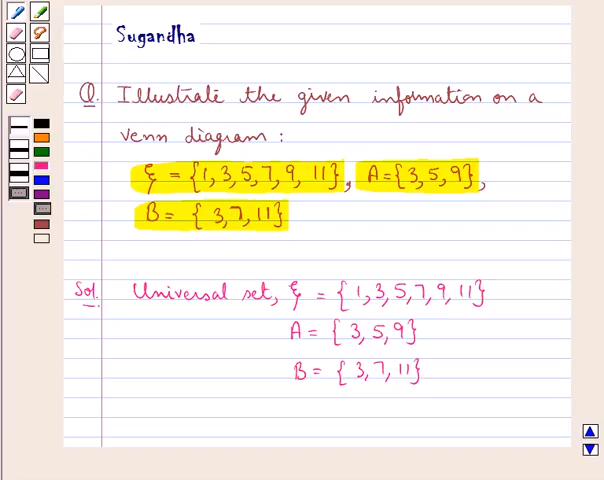 Sugandha
Q. Illustrate the given information on a
venn diagram :
ξ = {1, 3, 5, 7, 9, 11}, A = {3, 5, 9},
B = { 3, 7, 11}
Sol. Universal set, ξ = { 1, 3, 5, 7, 9, 11}
A = { 3, 5, 9}
B = { 3, 7, 11}